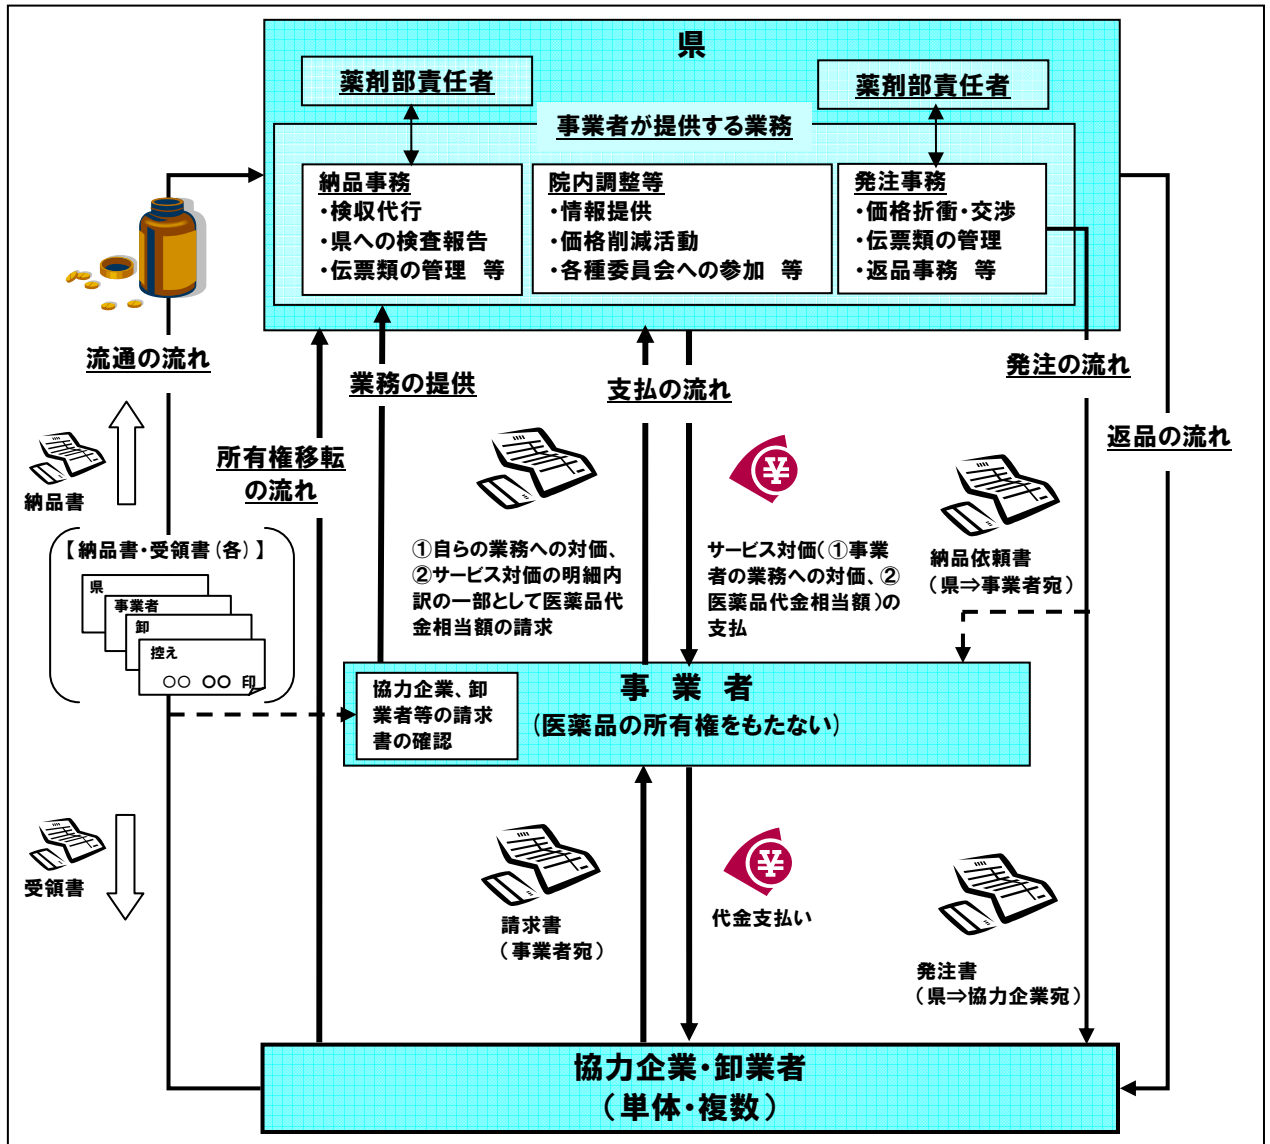 県
薬剤部責任者
薬剤部責任者
事業者が提供する業務
納品事務
・検収代行
・県への検査報告
・伝票類の管理 等
院内調整等
・情報提供
・価格削減活動
・各種委員会への参加 等
発注事務
・価格折衝・交渉
・伝票類の管理
・返品事務 等
流通の流れ
業務の提供
支払の流れ
発注の流れ
返品の流れ
所有権移転
の流れ
納品書
【納品書・受領書(各)】
県
事業者
卸
控え
○○ ○○ 印
①自らの業務への対価、
②サービス対価の明細内
訳の一部として医薬品代
金相当額の請求
サービス対価(①事業
者の業務への対価、②
医薬品代金相当額)の
支払
納品依頼書
(県⇒事業者宛)
協力企業、卸
業者等の請求
書の確認
事業者
(医薬品の所有権をもたない)
受領書
請求書
(事業者宛)
¥
¥
代金支払い
発注書
(県⇒協力企業宛)
協力企業・卸業者
(単体・複数)